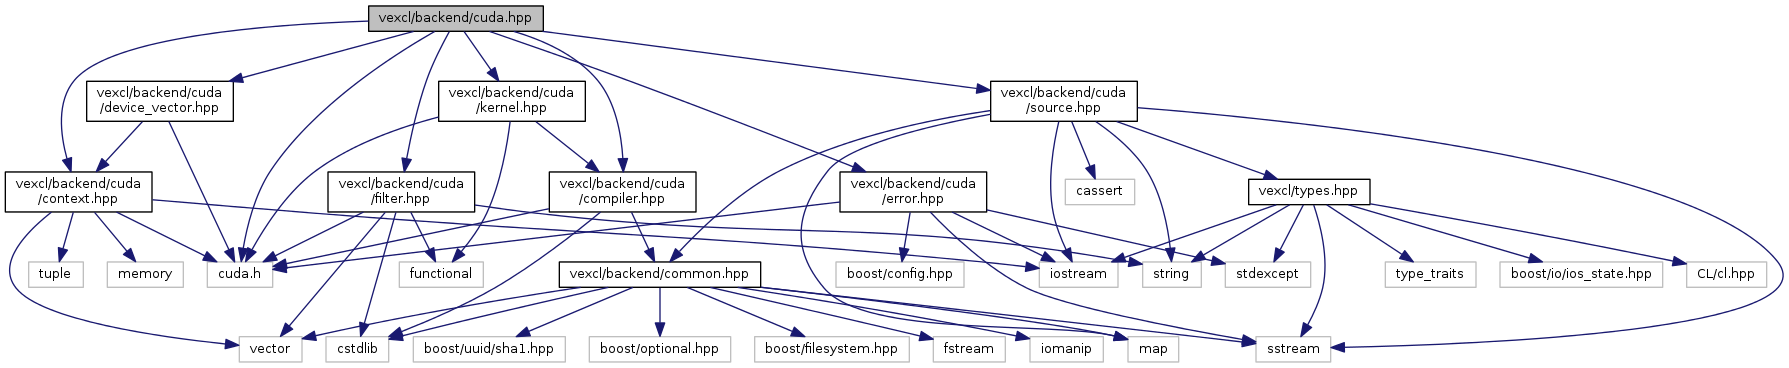 vexcl/backend/cuda.hpp
vexcl/backend/cuda
/device_vector.hpp
vexcl/backend/cuda
/kernel.hpp
vexcl/backend/cuda
/source.hpp
vexcl/backend/cuda
/context.hpp
vexcl/backend/cuda
/filter.hpp
vexcl/backend/cuda
/compiler.hpp
vexcl/backend/cuda
/error.hpp
cassert
vexcl/types.hpp
tuple
memory
cuda.h
functional
vexcl/backend/common.hpp
boost/config.hpp
iostream
string
stdexcept
type_traits
boost/io/ios_state.hpp
CL/cl.hpp
vector
cstdlib
boost/uuid/sha1.hpp
boost/optional.hpp
boost/filesystem.hpp
fstream
iomanip
map
sstream